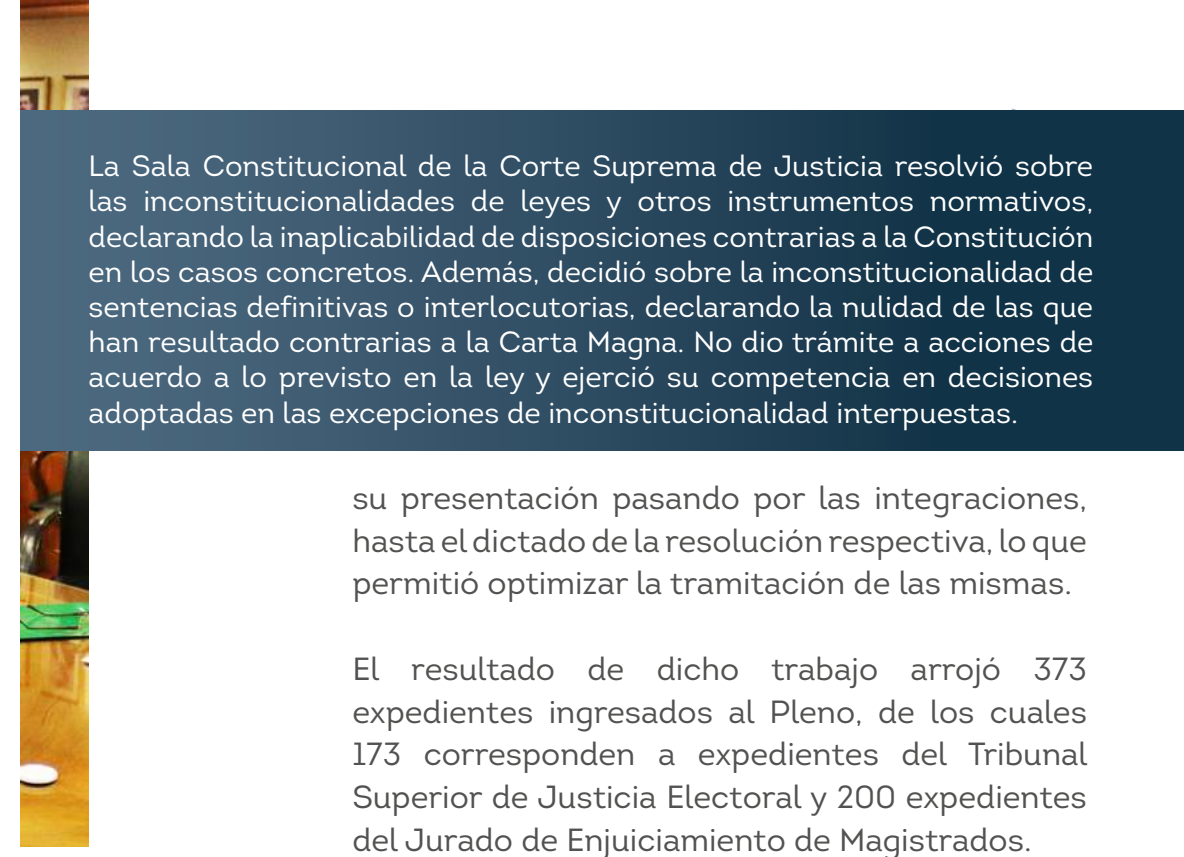 La Sala Constitucional de la Corte Suprema de Justicia resolvió sobre
las inconstitucionalidades de leyes y otros instrumentos normativos,
declarando la inaplicabilidad de disposiciones contrarias a la Constitución
en los casos concretos. Además, decidió sobre la inconstitucionalidad de
sentencias definitivas o interlocutorias, declarando la nulidad de las que
han resultado contrarias a la Carta Magna. No dio trámite a acciones de
acuerdo a lo previsto en la ley y ejerció su competencia en decisiones
adoptadas en las excepciones de inconstitucionalidad interpuestas.
su presentación pasando por las integraciones,
hasta el dictado de la resolución respectiva, lo que
permitió optimizar la tramitación de las mismas.
El resultado de dicho trabajo arrojó 373
expedientes ingresados al Pleno, de los cuales
173 corresponden a expedientes del Tribunal
Superior de Justicia Electoral y 200 expedientes
del Jurado de Enjuiciamiento de Magistrados.